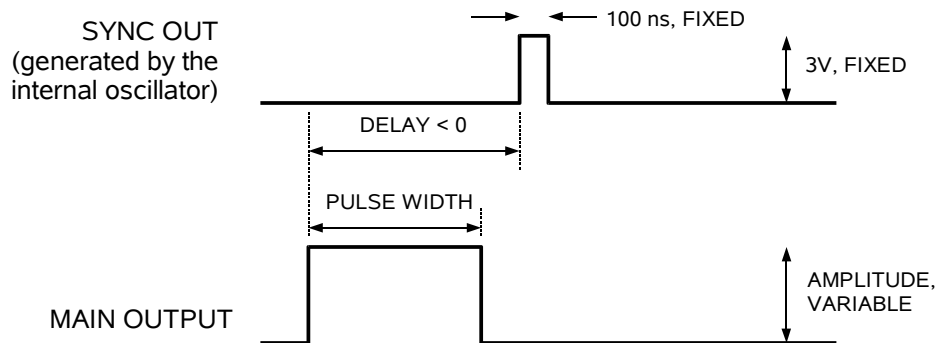 SYNC OUT
(generated by the
internal oscillator)
100 ns, FIXED
3V, FIXED
DELAY < 0
PULSE WIDTH
AMPLITUDE,
VARIABLE
MAIN OUTPUT